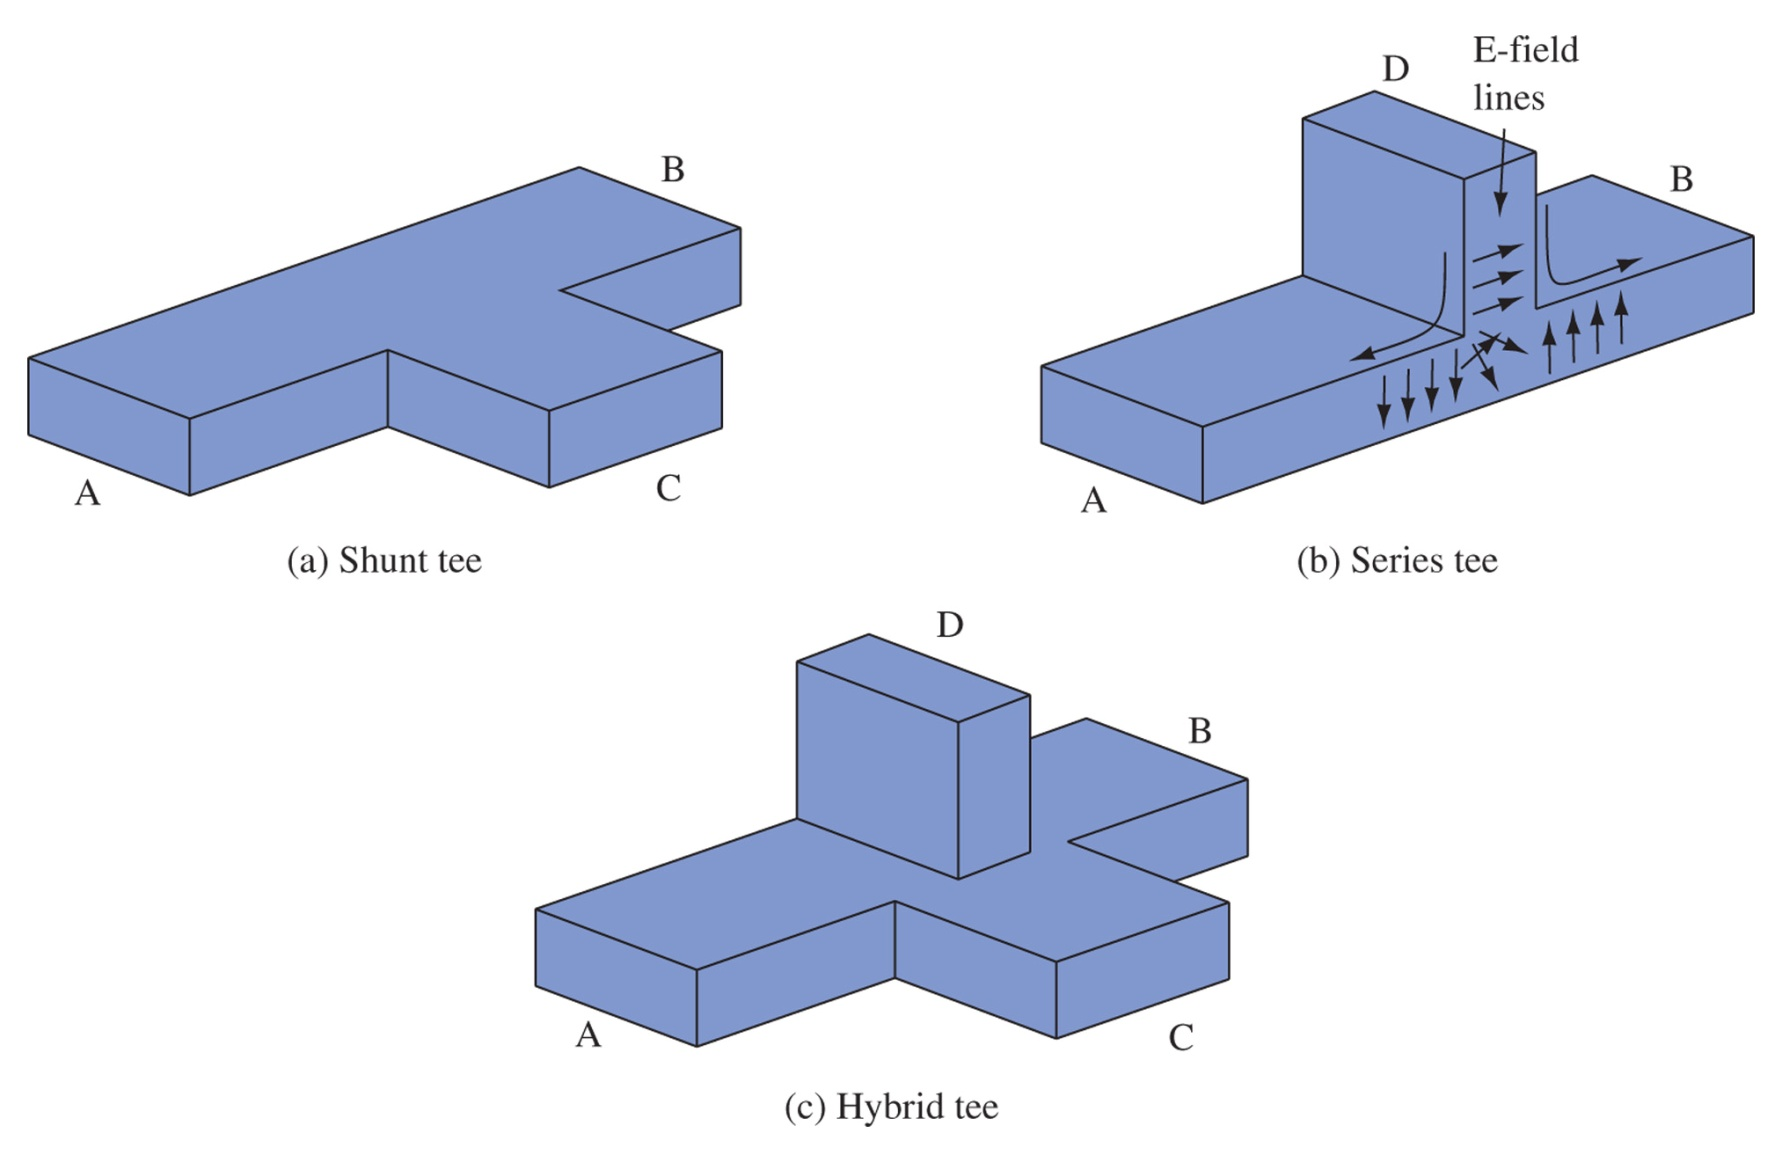 B
A
C
(a) Shunt tee
D
E-field
lines
B
A
(b) Series tee
D
B
A
C
(c) Hybrid tee